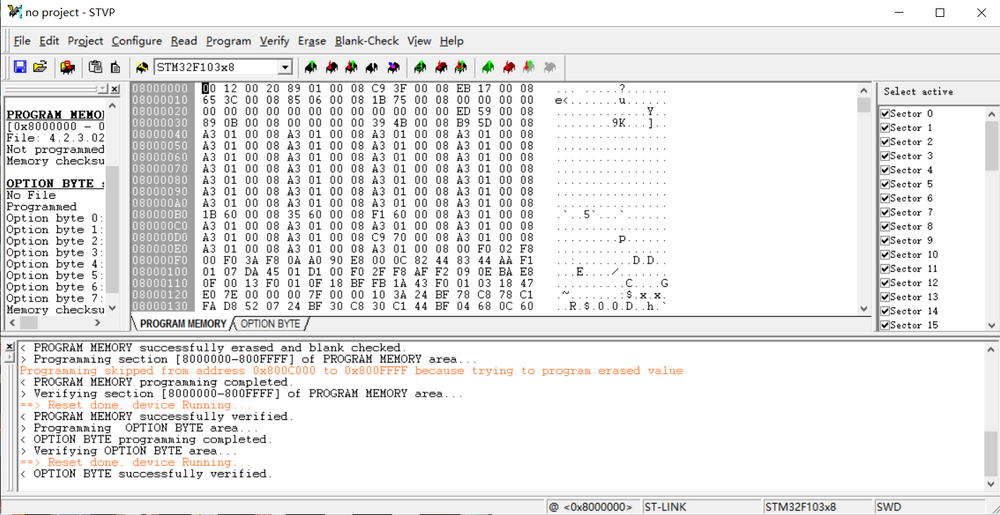 no project - STVP
File Edit Project Configure Read Program Verify Erase Blank-Check View Help
STM32F103x8
PROGRAM MEMO
[0x8000000 - 0
File: 4.2.3.02
Not programmed
Memory checksu
OPTION BYTE s
No File
Programmed
Option byte 0:
Option byte 1:
Option byte 2:
Option byte 3:
Option byte 4:
Option byte 5:
Option byte 6:
Option byte 7:
Memory checksu
08000000 00 12 00 20 89 01 00 08 C9 3F 00 08 EB 17 00 08 ... .....?......
08000010 65 3C 00 08 85 06 00 08 1B 75 00 08 00 00 00 00 e<.......u......
08000020 00 00 00 00 00 00 00 00 00 00 00 00 ED 59 00 08 .............Y..
08000030 89 0B 00 08 00 00 00 00 39 4B 00 08 B9 5D 00 08 ........9K...]..
08000040 A3 01 00 08 A3 01 00 08 A3 01 00 08 A3 01 00 08 ................
08000050 A3 01 00 08 A3 01 00 08 A3 01 00 08 A3 01 00 08 ................
08000060 A3 01 00 08 A3 01 00 08 A3 01 00 08 A3 01 00 08 ................
08000070 A3 01 00 08 A3 01 00 08 A3 01 00 08 A3 01 00 08 ................
08000080 A3 01 00 08 A3 01 00 08 A3 01 00 08 A3 01 00 08 ................
08000090 A3 01 00 08 A3 01 00 08 A3 01 00 08 A3 01 00 08 ................
080000A0 A3 01 00 08 A3 01 00 08 A3 01 00 08 A3 01 00 08 ................
080000B0 1B 60 00 08 35 60 00 08 F1 60 00 08 A3 01 00 08 .`..5`...`......
080000C0 A3 01 00 08 A3 01 00 08 A3 01 00 08 A3 01 00 08 ................
080000D0 A3 01 00 08 A3 01 00 08 C9 70 00 08 A3 01 00 08 .........p......
080000E0 A3 01 00 08 A3 01 00 08 A3 01 00 08 00 F0 02 F8 ................
080000F0 00 F0 3A F8 0A A0 90 E8 00 0C 82 44 83 44 AA F1 ..:........D.D..
08000100 01 07 DA 45 01 D1 00 F0 2F F8 AF F2 09 0E BA E8 ...E..../.......
08000110 0F 00 13 F0 01 0F 18 BF FB 1A 43 F0 01 03 18 47 ..........C....G
08000120 E0 7E 00 00 00 7F 00 00 10 3A 24 BF 78 C8 78 C1 .~.......:$.x.x.
08000130 FA D8 52 07 24 BF 30 C8 30 C1 44 BF 04 68 0C 60 ..R.$.0.0.D..h.`
PROGRAM MEMORY OPTION BYTE
Select active
Sector 0
Sector 1
Sector 2
Sector 3
Sector 4
Sector 5
Sector 6
Sector 7
Sector 8
Sector 9
Sector 10
Sector 11
Sector 12
Sector 13
Sector 14
Sector 15
< PROGRAM MEMORY successfully erased and blank checked.
> Programming section [8000000-800FFFF] of PROGRAM MEMORY area...
Programming skipped from address 0x800C000 to 0x800FFFF because trying to program erased value
< PROGRAM MEMORY programming completed.
> Verifying section [8000000-800FFFF] of PROGRAM MEMORY area...
==> Reset done, device Running...
< PROGRAM MEMORY successfully verified.
> Programming  OPTION BYTE area...
< OPTION BYTE programming completed.
> Verifying OPTION BYTE area...
==> Reset done, device Running...
< OPTION BYTE successfully verified.
@ <0x8000000> ST-LINK STM32F103x8 SWD